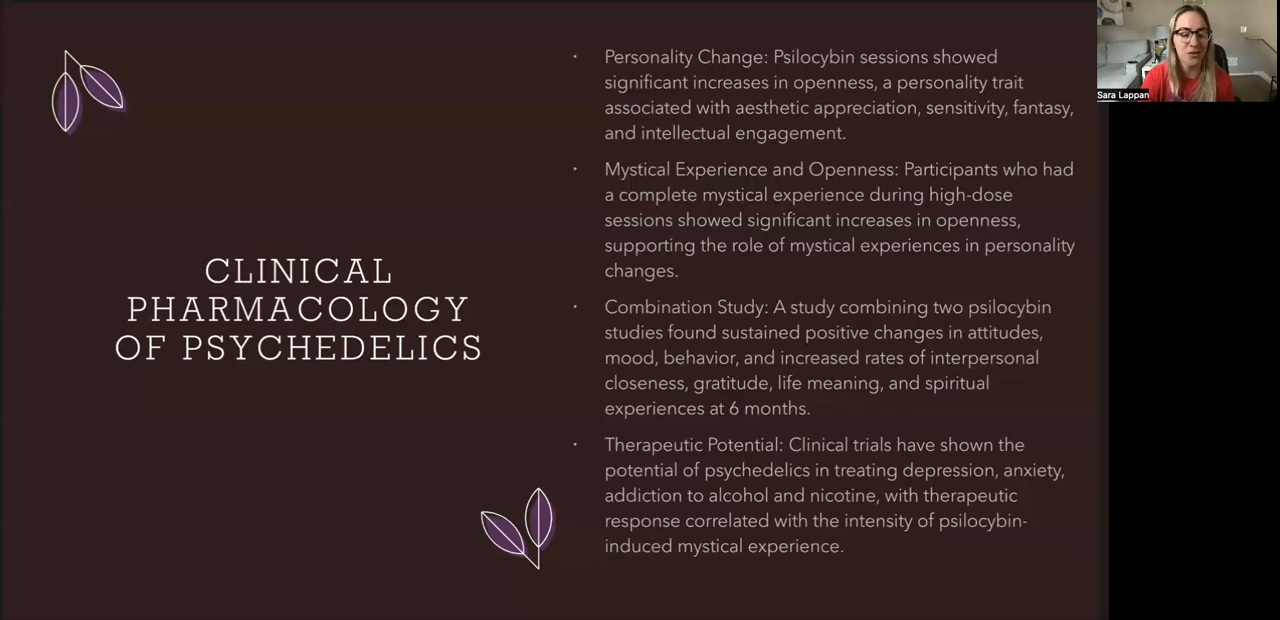 CLINICAL
PHARMACOLOGY
OF PSYCHEDELICS
· Personality Change: Psilocybin sessions showed
significant increases in openness, a personality trait
associated with aesthetic appreciation, sensitivity, fantasy,
and intellectual engagement.
· Mystical Experience and Openness: Participants who had
a complete mystical experience during high-dose
sessions showed significant increases in openness,
supporting the role of mystical experiences in personality
changes.
· Combination Study: A study combining two psilocybin
studies found sustained positive changes in attitudes,
mood, behavior, and increased rates of interpersonal
closeness, gratitude, life meaning, and spiritual
experiences at 6 months.
· Therapeutic Potential: Clinical trials have shown the
potential of psychedelics in treating depression, anxiety,
addiction to alcohol and nicotine, with therapeutic
response correlated with the intensity of psilocybin-
induced mystical experience.
Sara Lappan